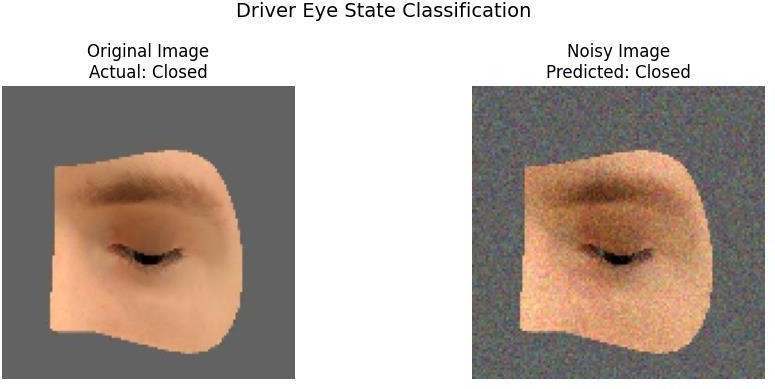 Driver Eye State Classification
Original Image
Actual: Closed
Noisy Image
Predicted: Closed